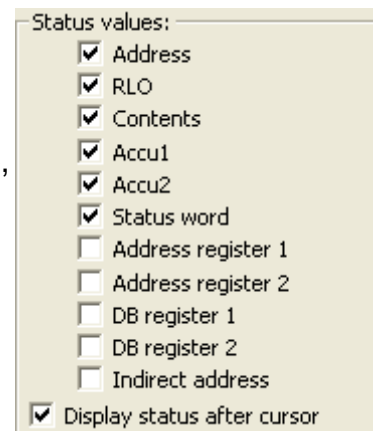 Status values:
Address
RLO
Contents
,
Accu1
Accu2
Status word
Address register 1
Address register 2
DB register 1
DB register 2
Indirect address
Display status after cursor